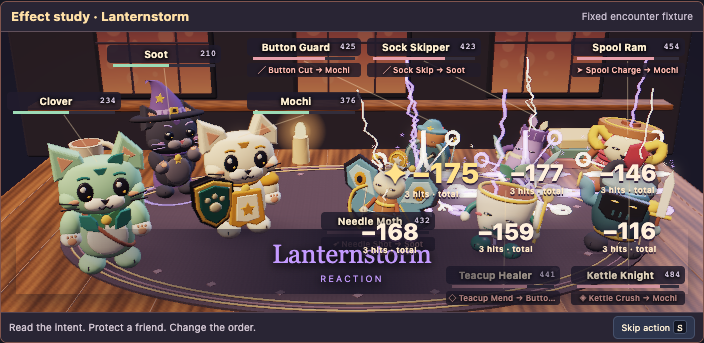 Effect study · Lanternstorm
Fixed encounter fixture
Soot 210
Button Guard 425
Button Cut → Mochi
Sock Skipper 423
Sock Skip → Soot
Spool Ram 454
Spool Charge → Mochi
Clover 234
Mochi 376
−175
3 hits · total
−177
3 hits · total
−146
3 hits · total
Needle Moth 432
−168
3 hits · total
−159
3 hits · total
−116
3 hits · total
Lanternstorm
REACTION
Teacup Healer 441
Teacup Mend → Butto...
Kettle Knight 484
Kettle Crush → Mochi
Read the intent. Protect a friend. Change the order.
Skip action S